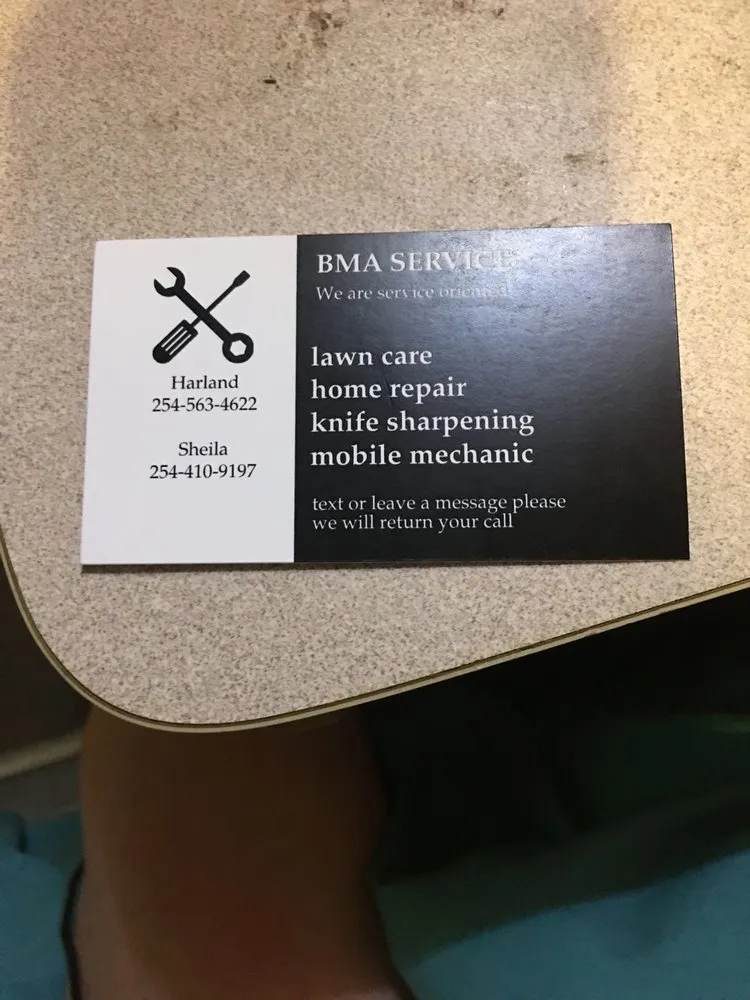 BMA SERVICE
We are service oriented
Harland
254-563-4622
Sheila
254-410-9197
lawn care
home repair
knife sharpening
mobile mechanic
text or leave a message please
we will return your call